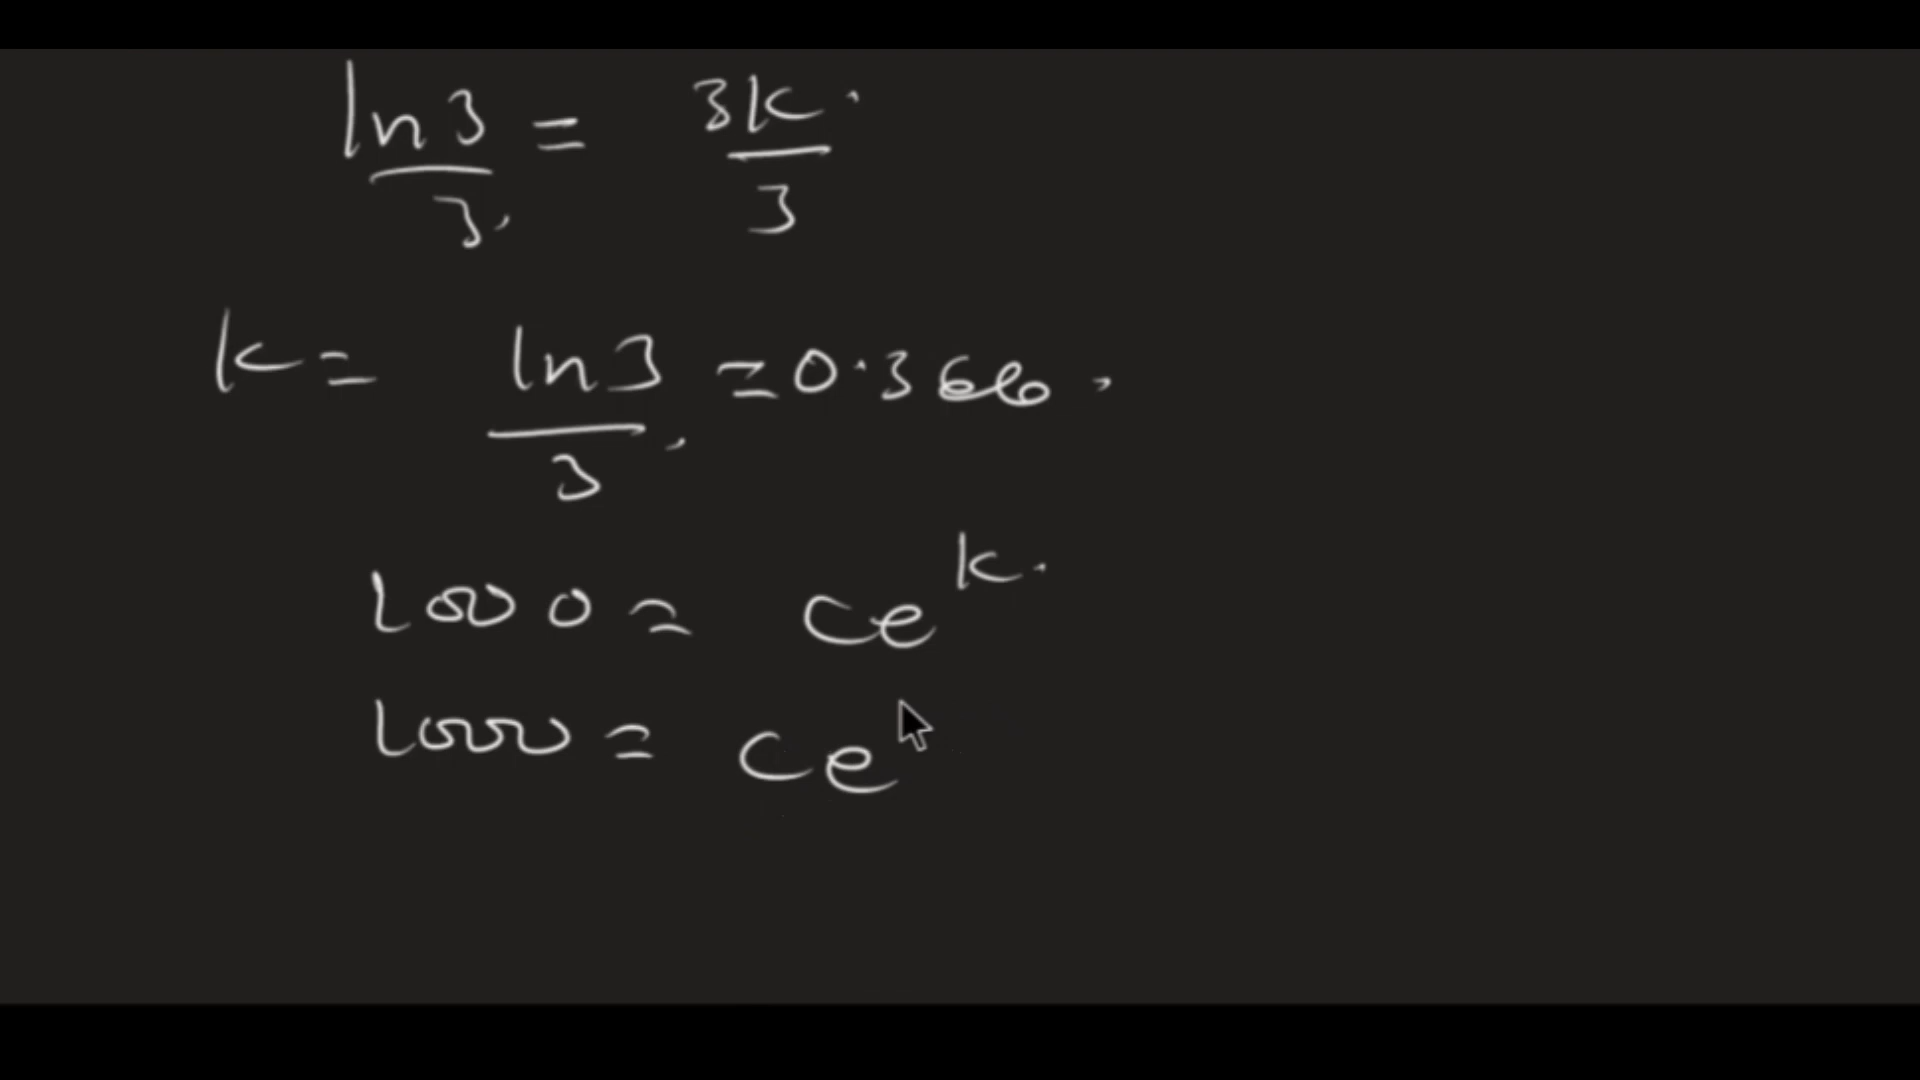 ln3/3. = 3k./3
k = ln3/3. = 0.366.
1000 = ce^k.
1000 = ce